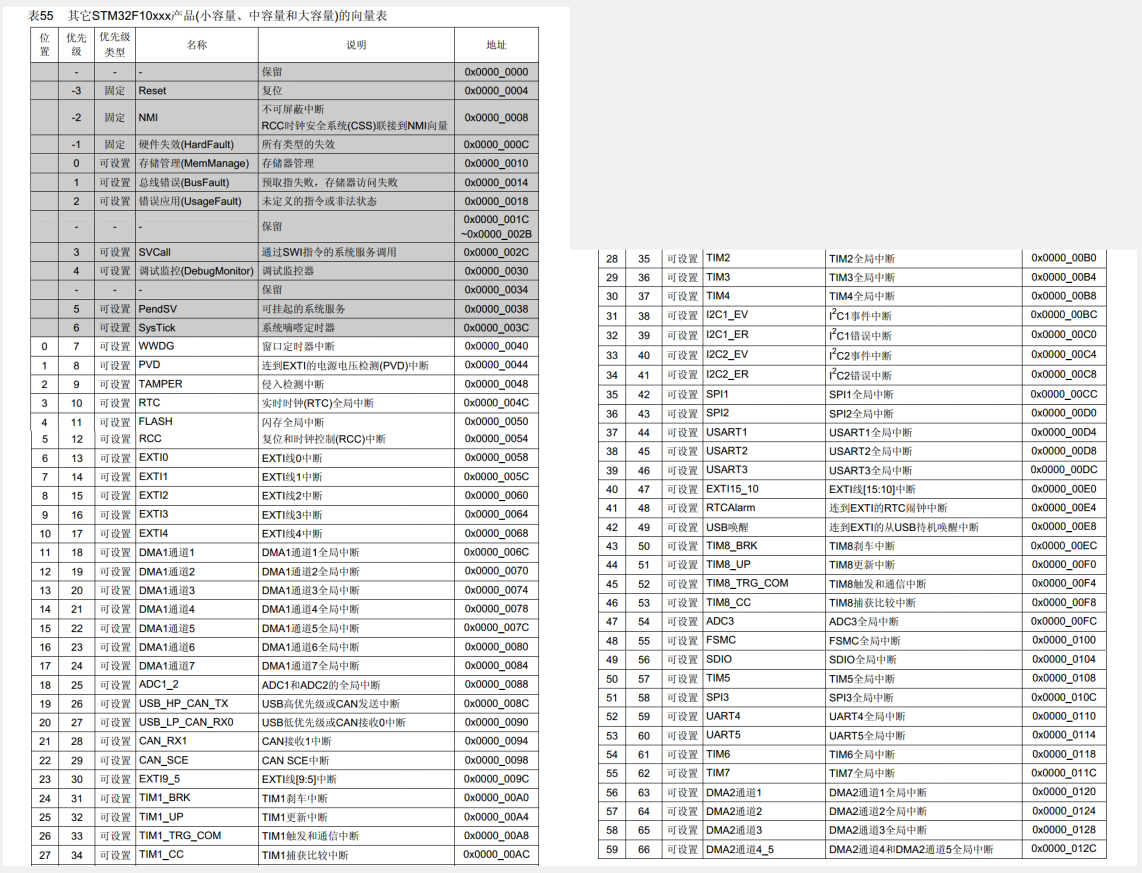 表55 其它STM32F10xxx产品(小容量、中容量和大容量)的向量表
位置 优先级 优先级类型 名称 说明 地址
- - - 保留 0x0000_0000
-3 固定 Reset 复位 0x0000_0004
-2 固定 NMI 不可屏蔽中断 RCC时钟安全系统(CSS)联接到NMI向量 0x0000_0008
-1 固定 硬件失效(HardFault) 所有类型的失效 0x0000_000C
0 可设置 存储管理(MemManage) 存储器管理 0x0000_0010
1 可设置 总线错误(BusFault) 预取指失败，存储器访问失败 0x0000_0014
2 可设置 错误应用(UsageFault) 未定义的指令或非法状态 0x0000_0018
- - - 保留 0x0000_001C ~0x0000_002B
3 可设置 SVCall 通过SWI指令的系统服务调用 0x0000_002C
4 可设置 调试监控(DebugMonitor) 调试监控器 0x0000_0030
- - - 保留 0x0000_0034
5 可设置 PendSV 可挂起的系统服务 0x0000_0038
6 可设置 SysTick 系统嘀嗒定时器 0x0000_003C
0 7 可设置 WWDG 窗口定时器中断 0x0000_0040
1 8 可设置 PVD 连到EXTI的电源电压检测(PVD)中断 0x0000_0044
2 9 可设置 TAMPER 侵入检测中断 0x0000_0048
3 10 可设置 RTC 实时时钟(RTC)全局中断 0x0000_004C
4 11 可设置 FLASH 闪存全局中断 0x0000_0050
5 12 可设置 RCC 复位和时钟控制(RCC)中断 0x0000_0054
6 13 可设置 EXTI0 EXTI线0中断 0x0000_0058
7 14 可设置 EXTI1 EXTI线1中断 0x0000_005C
8 15 可设置 EXTI2 EXTI线2中断 0x0000_0060
9 16 可设置 EXTI3 EXTI线3中断 0x0000_0064
10 17 可设置 EXTI4 EXTI线4中断 0x0000_0068
11 18 可设置 DMA1通道1 DMA1通道1全局中断 0x0000_006C
12 19 可设置 DMA1通道2 DMA1通道2全局中断 0x0000_0070
13 20 可设置 DMA1通道3 DMA1通道3全局中断 0x0000_0074
14 21 可设置 DMA1通道4 DMA1通道4全局中断 0x0000_0078
15 22 可设置 DMA1通道5 DMA1通道5全局中断 0x0000_007C
16 23 可设置 DMA1通道6 DMA1通道6全局中断 0x0000_0080
17 24 可设置 DMA1通道7 DMA1通道7全局中断 0x0000_0084
18 25 可设置 ADC1_2 ADC1和ADC2的全局中断 0x0000_0088
19 26 可设置 USB_HP_CAN_TX USB高优先级或CAN发送中断 0x0000_008C
20 27 可设置 USB_LP_CAN_RX0 USB低优先级或CAN接收0中断 0x0000_0090
21 28 可设置 CAN_RX1 CAN接收1中断 0x0000_0094
22 29 可设置 CAN_SCE CAN SCE中断 0x0000_0098
23 30 可设置 EXTI9_5 EXTI线[9:5]中断 0x0000_009C
24 31 可设置 TIM1_BRK TIM1刹车中断 0x0000_00A0
25 32 可设置 TIM1_UP TIM1更新中断 0x0000_00A4
26 33 可设置 TIM1_TRG_COM TIM1触发和通信中断 0x0000_00A8
27 34 可设置 TIM1_CC TIM1捕获比较中断 0x0000_00AC
28 35 可设置 TIM2 TIM2全局中断 0x0000_00B0
29 36 可设置 TIM3 TIM3全局中断 0x0000_00B4
30 37 可设置 TIM4 TIM4全局中断 0x0000_00B8
31 38 可设置 I2C1_EV I²C1事件中断 0x0000_00BC
32 39 可设置 I2C1_ER I²C1错误中断 0x0000_00C0
33 40 可设置 I2C2_EV I²C2事件中断 0x0000_00C4
34 41 可设置 I2C2_ER I²C2错误中断 0x0000_00C8
35 42 可设置 SPI1 SPI1全局中断 0x0000_00CC
36 43 可设置 SPI2 SPI2全局中断 0x0000_00D0
37 44 可设置 USART1 USART1全局中断 0x0000_00D4
38 45 可设置 USART2 USART2全局中断 0x0000_00D8
39 46 可设置 USART3 USART3全局中断 0x0000_00DC
40 47 可设置 EXTI15_10 EXTI线[15:10]中断 0x0000_00E0
41 48 可设置 RTCAlarm 连到EXTI的RTC闹钟中断 0x0000_00E4
42 49 可设置 USB唤醒 连到EXTI的从USB待机唤醒中断 0x0000_00E8
43 50 可设置 TIM8_BRK TIM8刹车中断 0x0000_00EC
44 51 可设置 TIM8_UP TIM8更新中断 0x0000_00F0
45 52 可设置 TIM8_TRG_COM TIM8触发和通信中断 0x0000_00F4
46 53 可设置 TIM8_CC TIM8捕获比较中断 0x0000_00F8
47 54 可设置 ADC3 ADC3全局中断 0x0000_00FC
48 55 可设置 FSMC FSMC全局中断 0x0000_0100
49 56 可设置 SDIO SDIO全局中断 0x0000_0104
50 57 可设置 TIM5 TIM5全局中断 0x0000_0108
51 58 可设置 SPI3 SPI3全局中断 0x0000_010C
52 59 可设置 UART4 UART4全局中断 0x0000_0110
53 60 可设置 UART5 UART5全局中断 0x0000_0114
54 61 可设置 TIM6 TIM6全局中断 0x0000_0118
55 62 可设置 TIM7 TIM7全局中断 0x0000_011C
56 63 可设置 DMA2通道1 DMA2通道1全局中断 0x0000_0120
57 64 可设置 DMA2通道2 DMA2通道2全局中断 0x0000_0124
58 65 可设置 DMA2通道3 DMA2通道3全局中断 0x0000_0128
59 66 可设置 DMA2通道4_5 DMA2通道4和DMA2通道5全局中断 0x0000_012C